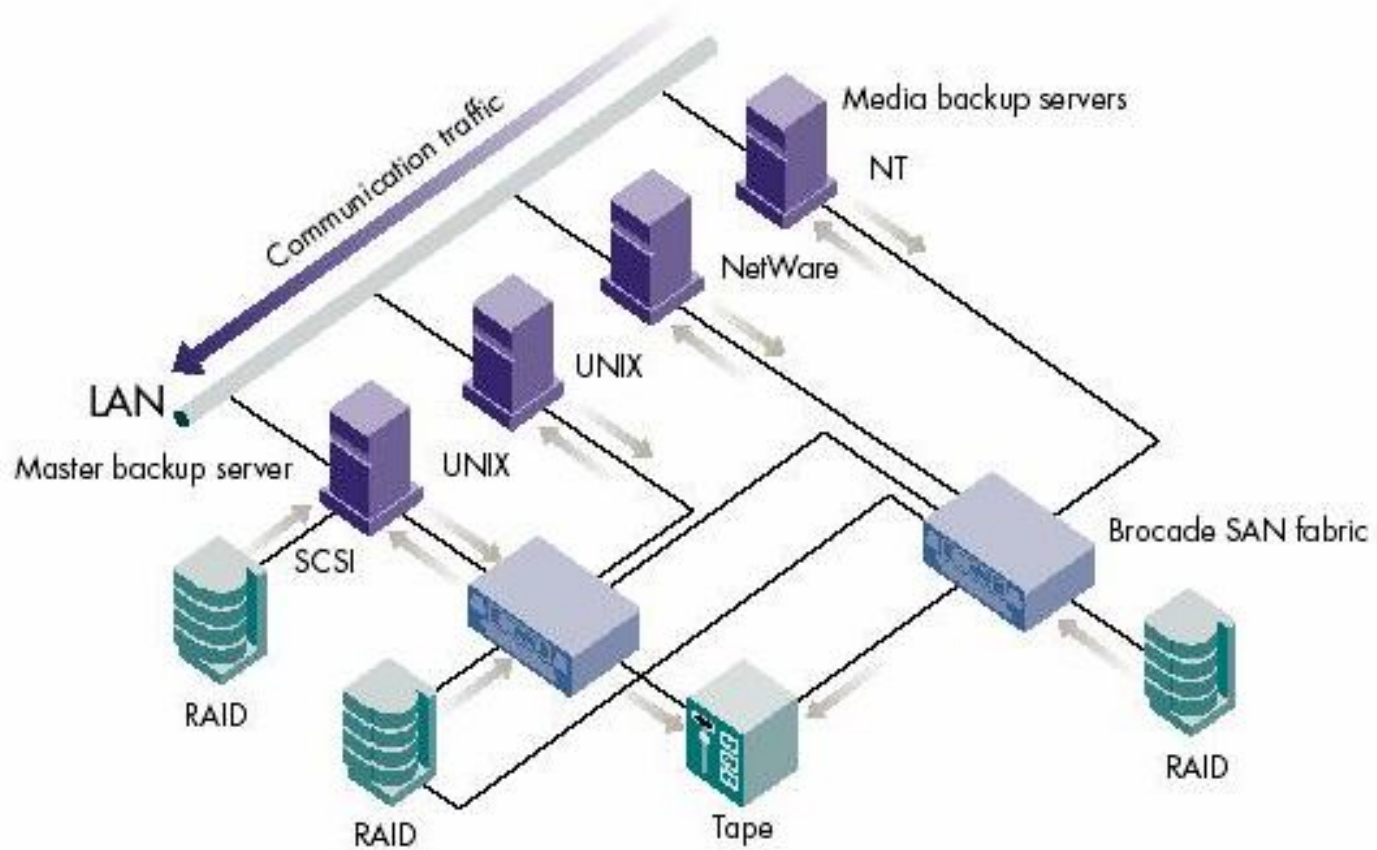 Communication traffic
Media backup servers
NT
NetWare
UNIX
LAN
Master backup server
UNIX
SCSI
Brocade SAN fabric
RAID
RAID
RAID
Tape